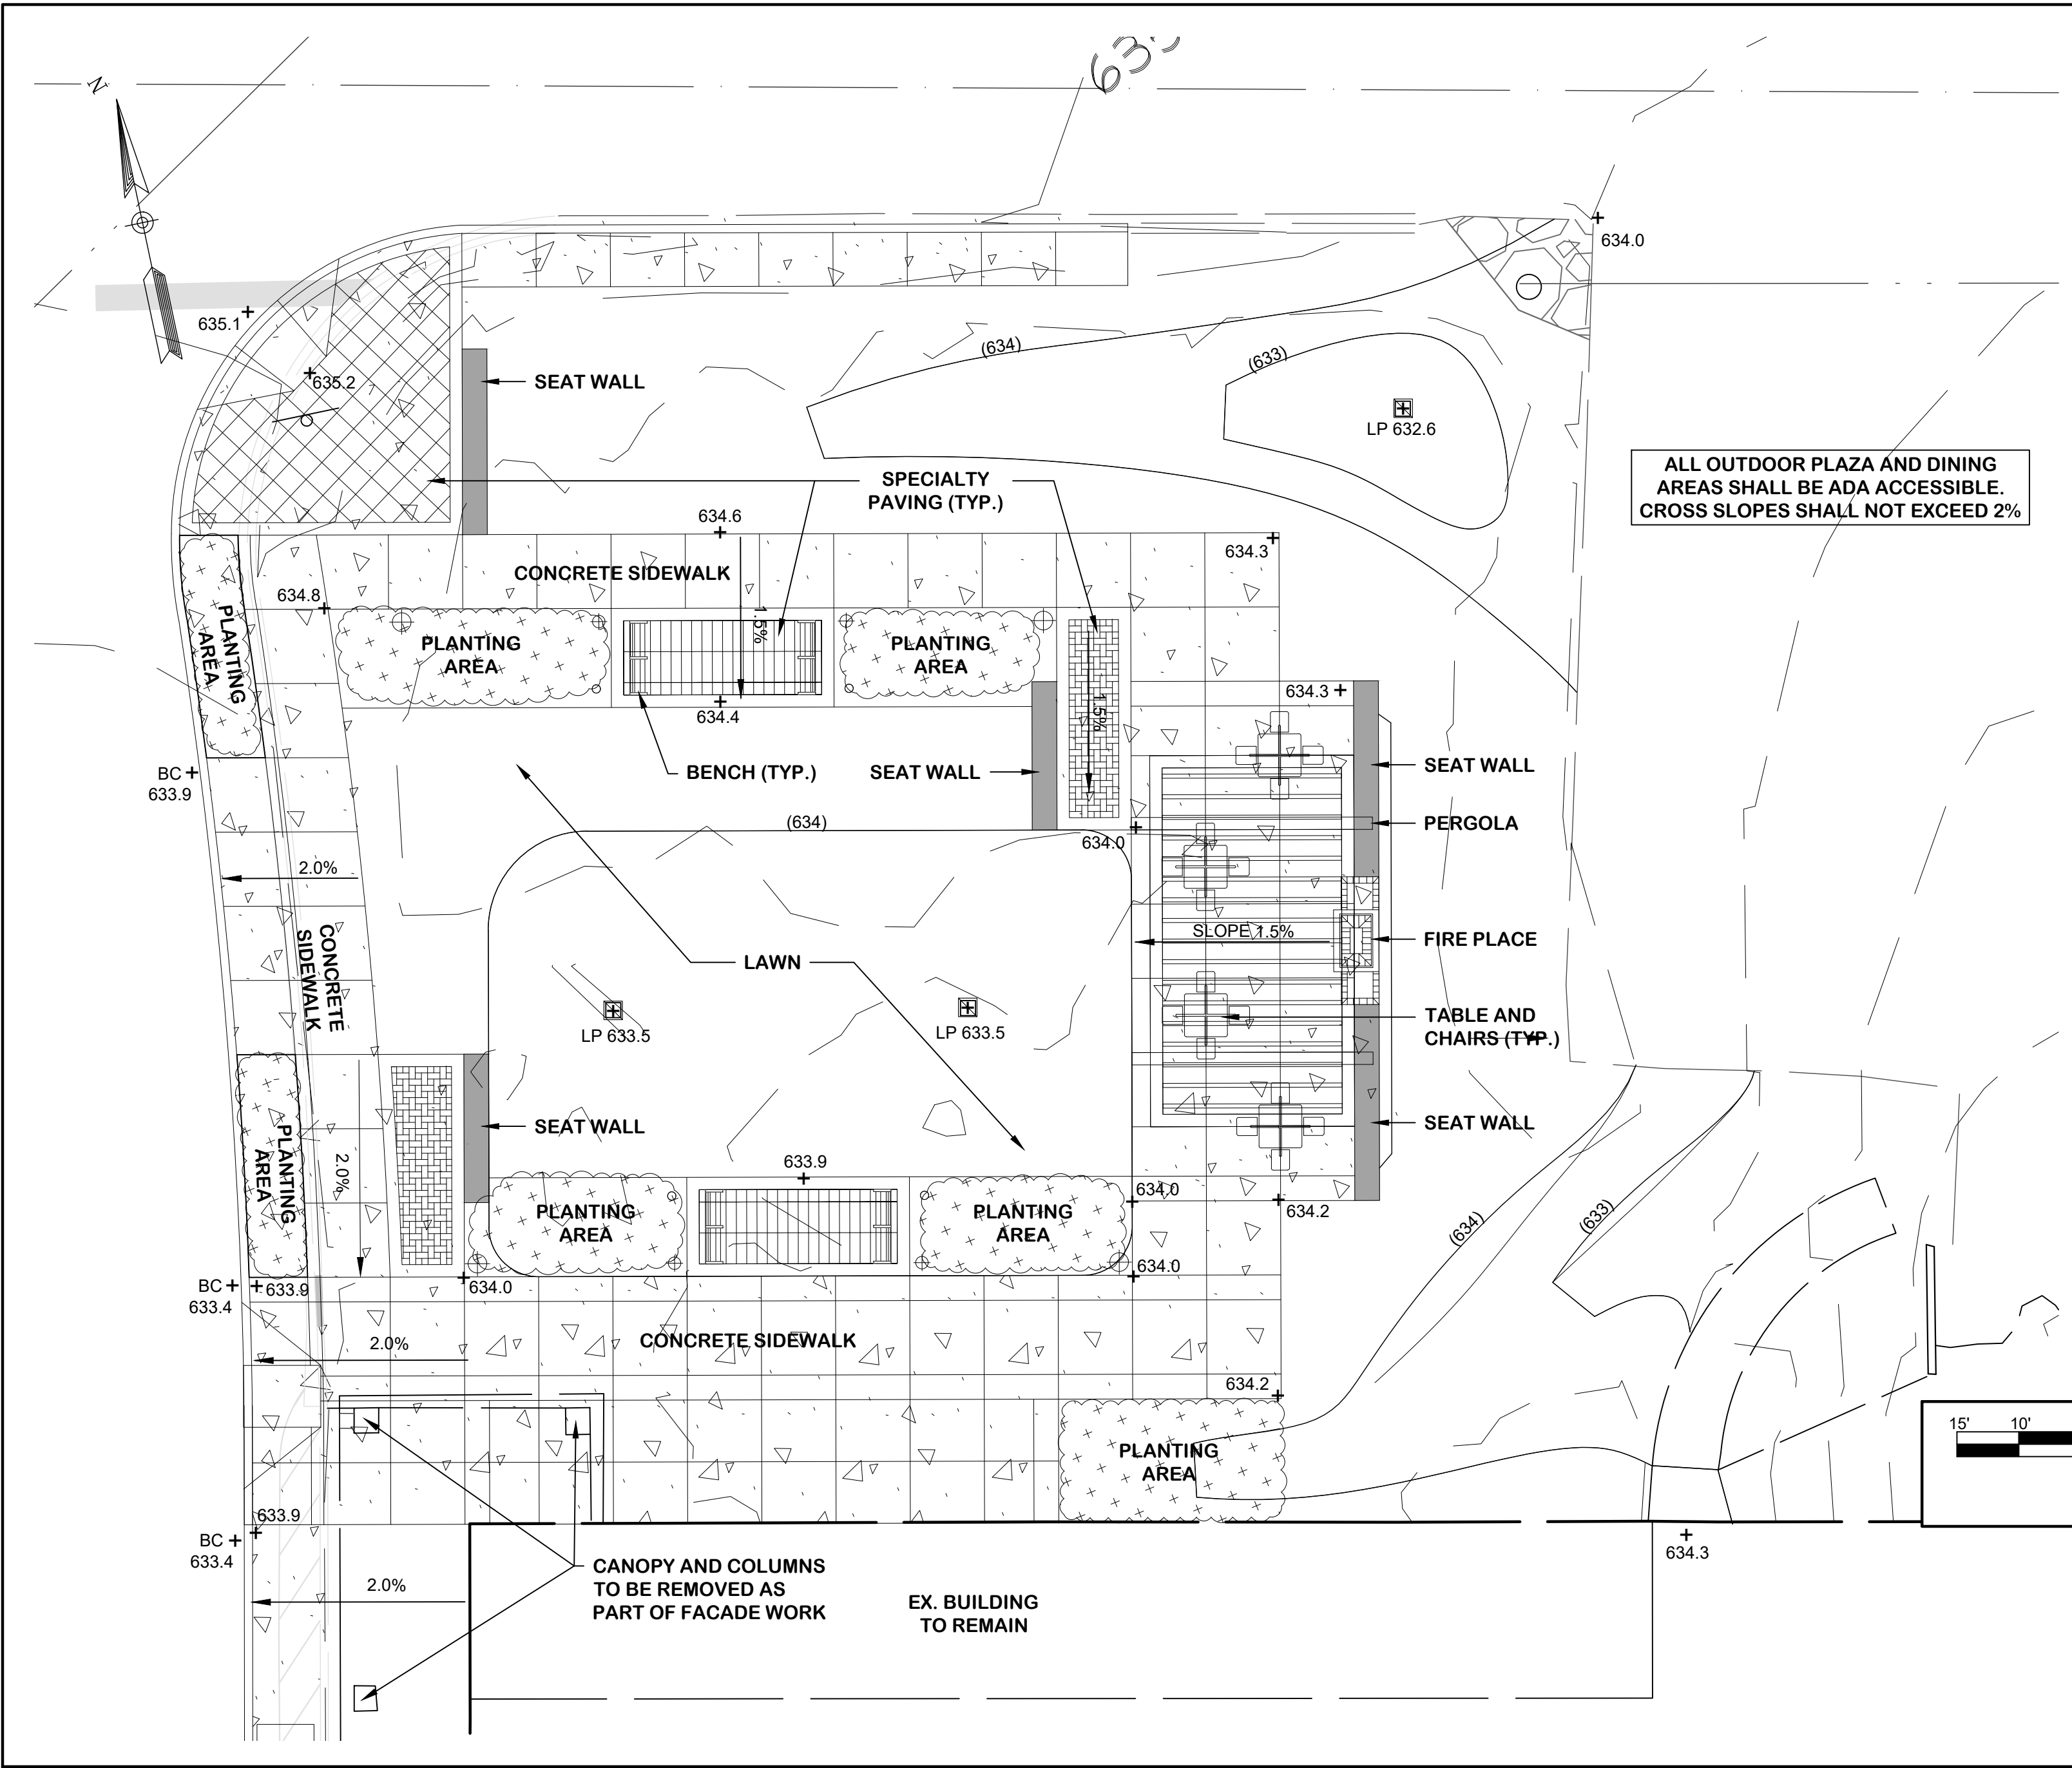 N
635.1
635.2
634.0
SEAT WALL
(634)
(633)
LP 632.6
SPECIALTY
PAVING (TYP.)
ALL OUTDOOR PLAZA AND DINING
AREAS SHALL BE ADA ACCESSIBLE.
CROSS SLOPES SHALL NOT EXCEED 2%
634.6
634.3
CONCRETE SIDEWALK
634.8
1.5%
PLANTING
AREA
PLANTING
AREA
PLANTING
AREA
634.3
634.4
1.5%
BC
633.9
BENCH (TYP.)
SEAT WALL
SEAT WALL
(634)
PERGOLA
634.0
2.0%
CONCRETE
SIDEWALK
LAWN
SLOPE 1.5%
FIRE PLACE
LP 633.5
LP 633.5
TABLE AND
CHAIRS (TYP.)
SEAT WALL
SEAT WALL
PLANTING
AREA
2.0%
633.9
634.0
PLANTING
AREA
PLANTING
AREA
634.2
(634)
(633)
BC
633.4
633.9
634.0
634.0
2.0%
CONCRETE SIDEWALK
634.2
PLANTING
AREA
15' 10'
633.9
BC
633.4
634.3
CANOPY AND COLUMNS
TO BE REMOVED AS
PART OF FACADE WORK
2.0%
EX. BUILDING
TO REMAIN